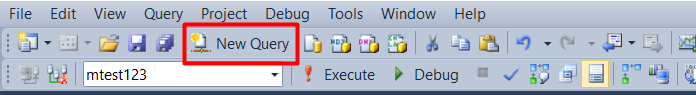 File Edit View Query Project Debug Tools Window Help
New Query
mtest123 Execute Debug